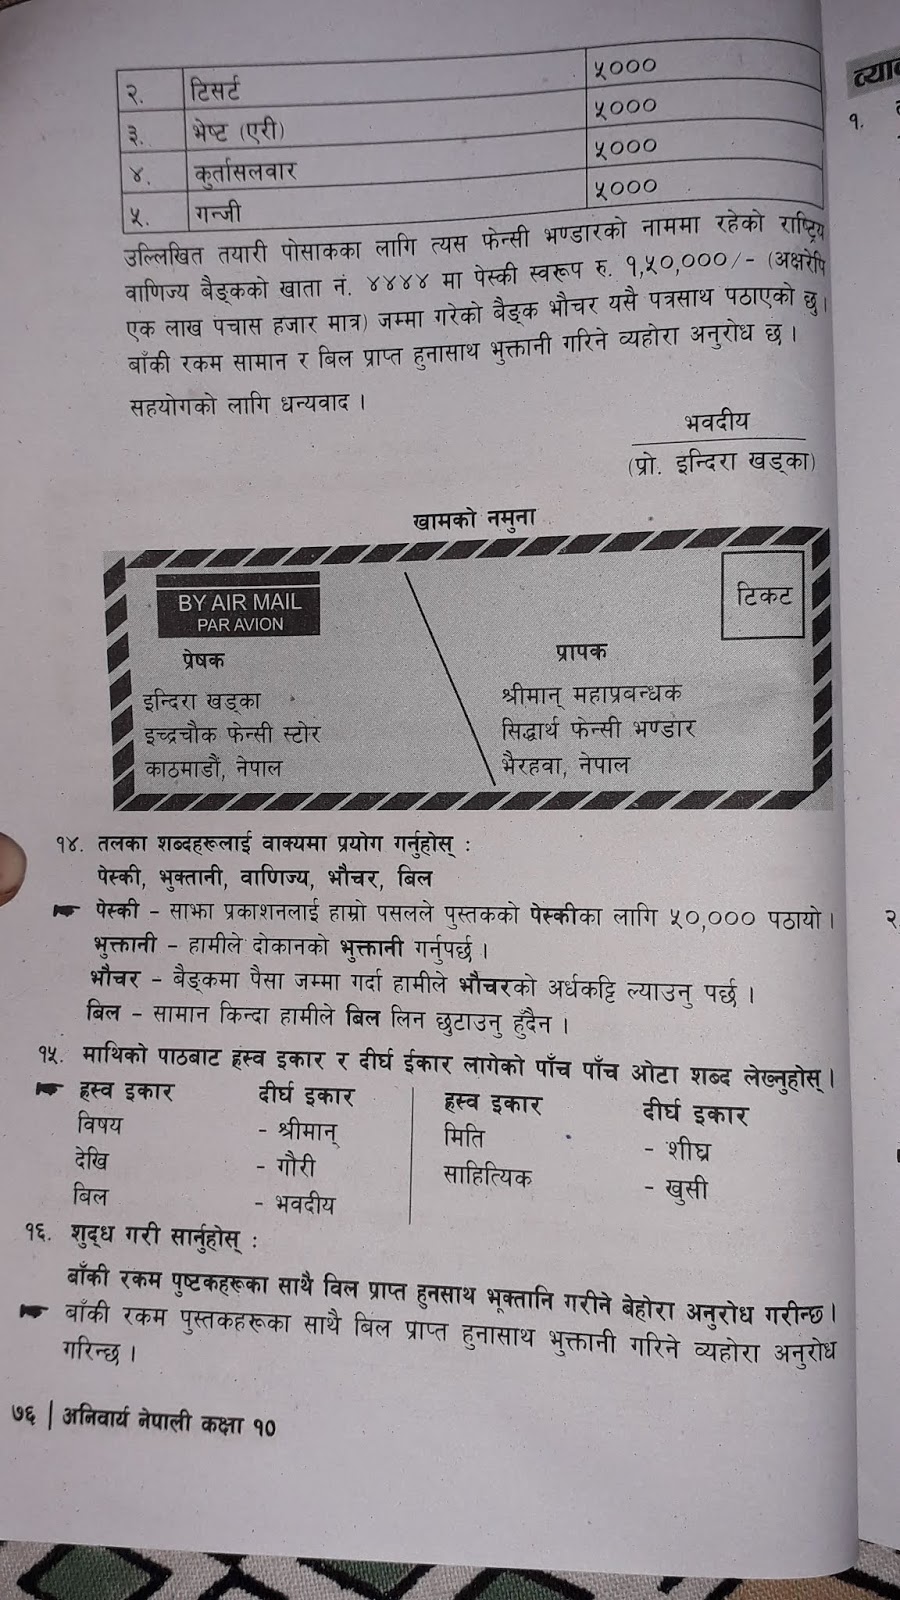 २. टिसर्ट ५०००
३. भेष्ट (एरी) ५०००
४. कुर्तासलवार ५०००
५. गन्जी ५०००
उल्लिखित तयारी पोसाकका लागि त्यस फेन्सी भण्डारको नाममा रहेको राष्ट्रिय
वाणिज्य बैङ्कको खाता नं. ४४४४ मा पेस्की स्वरूप रु. १,५०,०००/- (अक्षरेपि
एक लाख पचास हजार मात्र) जम्मा गरेको बैङ्क भौचर यसै पत्रसाथ पठाएको छु।
बाँकी रकम सामान र बिल प्राप्त हुनासाथ भुक्तानी गरिने व्यहोरा अनुरोध छ ।
सहयोगको लागि धन्यवाद ।
भवदीय
(प्रो. इन्दिरा खड्का)
खामको नमुना
BY AIR MAIL
PAR AVION
टिकट
प्रेषक
इन्दिरा खड्का
इच्द्रचौक फेन्सी स्टोर
काठमाडौं, नेपाल
प्रापक
श्रीमान् महाप्रबन्धक
सिद्धार्थ फेन्सी भण्डार
भैरहवा, नेपाल
१४. तलका शब्दहरूलाई वाक्यमा प्रयोग गर्नुहोस् :
पेस्की, भुक्तानी, वाणिज्य, भौचर, बिल
पेस्की – साझा प्रकाशनलाई हाम्रो पसलले पुस्तकको पेस्कीका लागि ५०,००० पठायो ।
भुक्तानी – हामीले दोकानको भुक्तानी गर्नुपर्छ ।
भौचर – बैङ्कमा पैसा जम्मा गर्दा हामीले भौचरको अर्धकट्टि ल्याउनु पर्छ ।
बिल – सामान किन्दा हामीले बिल लिन छुटाउनु हुँदैन ।
१५. माथिको पाठबाट ह्रस्व इकार र दीर्घ ईकार लागेको पाँच पाँच ओटा शब्द लेख्नुहोस् ।
ह्रस्व इकार दीर्घ इकार
विषय – श्रीमान्
देखि – गौरी
बिल – भवदीय
ह्रस्व इकार दीर्घ इकार
मिति – शीघ्र
साहित्यिक – खुसी
१६. शुद्ध गरी सार्नुहोस् :
बाँकी रकम पुष्टकहरूका साथै विल प्राप्त हुनसाथ भूक्तानि गरीने बेहोरा अनुरोध गरीन्छ ।
बाँकी रकम पुस्तकहरूका साथै बिल प्राप्त हुनासाथ भुक्तानी गरिने व्यहोरा अनुरोध
गरिन्छ ।
७६ | अनिवार्य नेपाली कक्षा १०
१.
२.